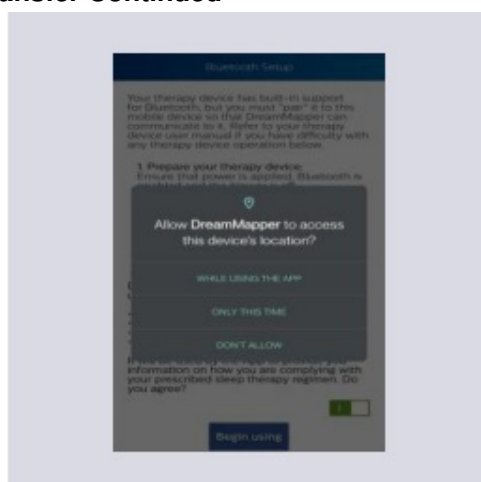 Transfer Continued
Bluetooth Setup
Your therapy device has built-in support
for Bluetooth, but you must "pair" it to this
mobile device so that DreamMapper can
communicate to it. Refer to your therapy
device user manual if you have difficulty with
any therapy device operation below.
1. Prepare your therapy device:
Ensure that power is applied, Bluetooth is
Allow DreamMapper to access
this device's location?
WHILE USING THE APP
ONLY THIS TIME
DON'T ALLOW
information on how you are complying with
your prescribed sleep therapy regimen. Do
you agree?
Begin using